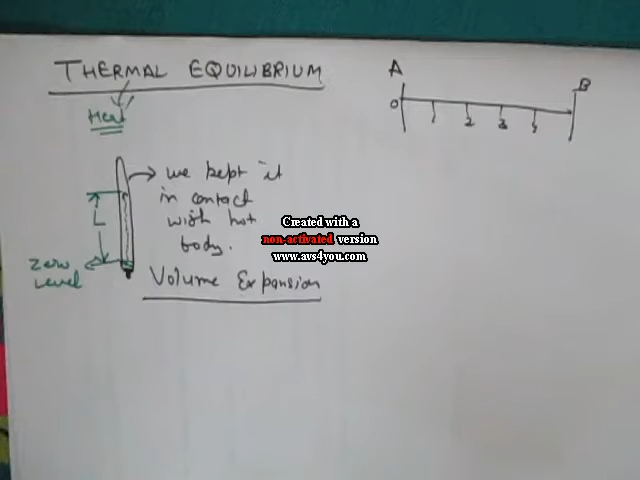 THERMAL EQUILIBRIUM
Heat
A
B
0 1 2 3 4
we kept it
in contact
with hot
body.
L
Zero
Level
Volume Expansion
Created with a
non-activated version
www.avs4you.com